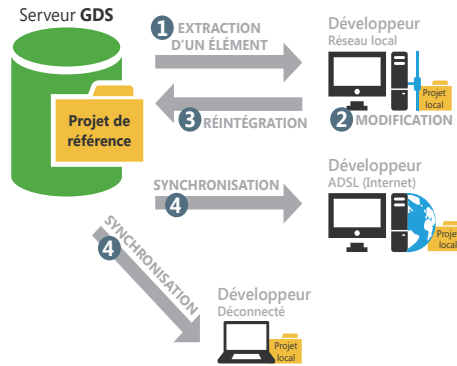 Serveur GDS
Projet de
référence
1 EXTRACTION
D'UN ÉLÉMENT
3 RÉINTÉGRATION
Développeur
Réseau local
Projet
local
2 MODIFICATION
SYNCHRONISATION
4
Développeur
ADSL (Internet)
Projet
local
SYNCHRONISATION
4
Développeur
Déconnecté
Projet
local